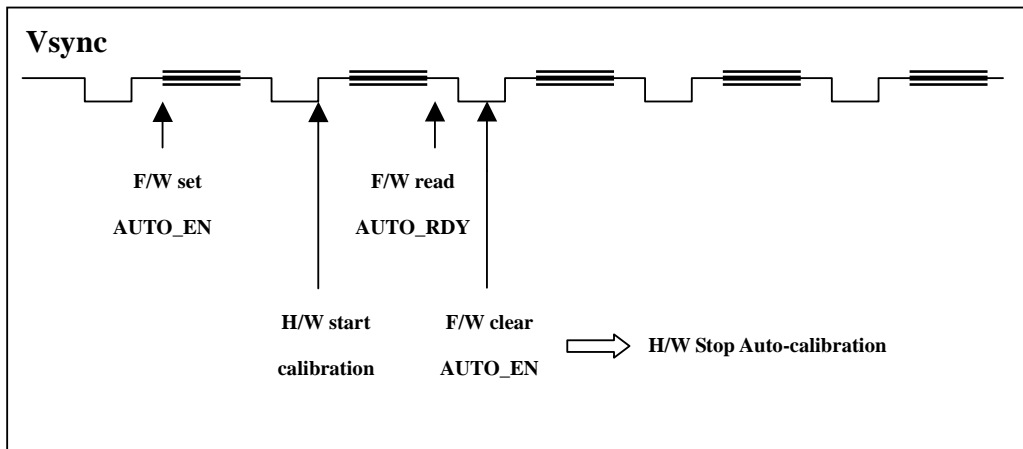 Vsync
F/W set
AUTO_EN
F/W read
AUTO_RDY
H/W start
calibration
F/W clear
AUTO_EN
H/W Stop Auto-calibration